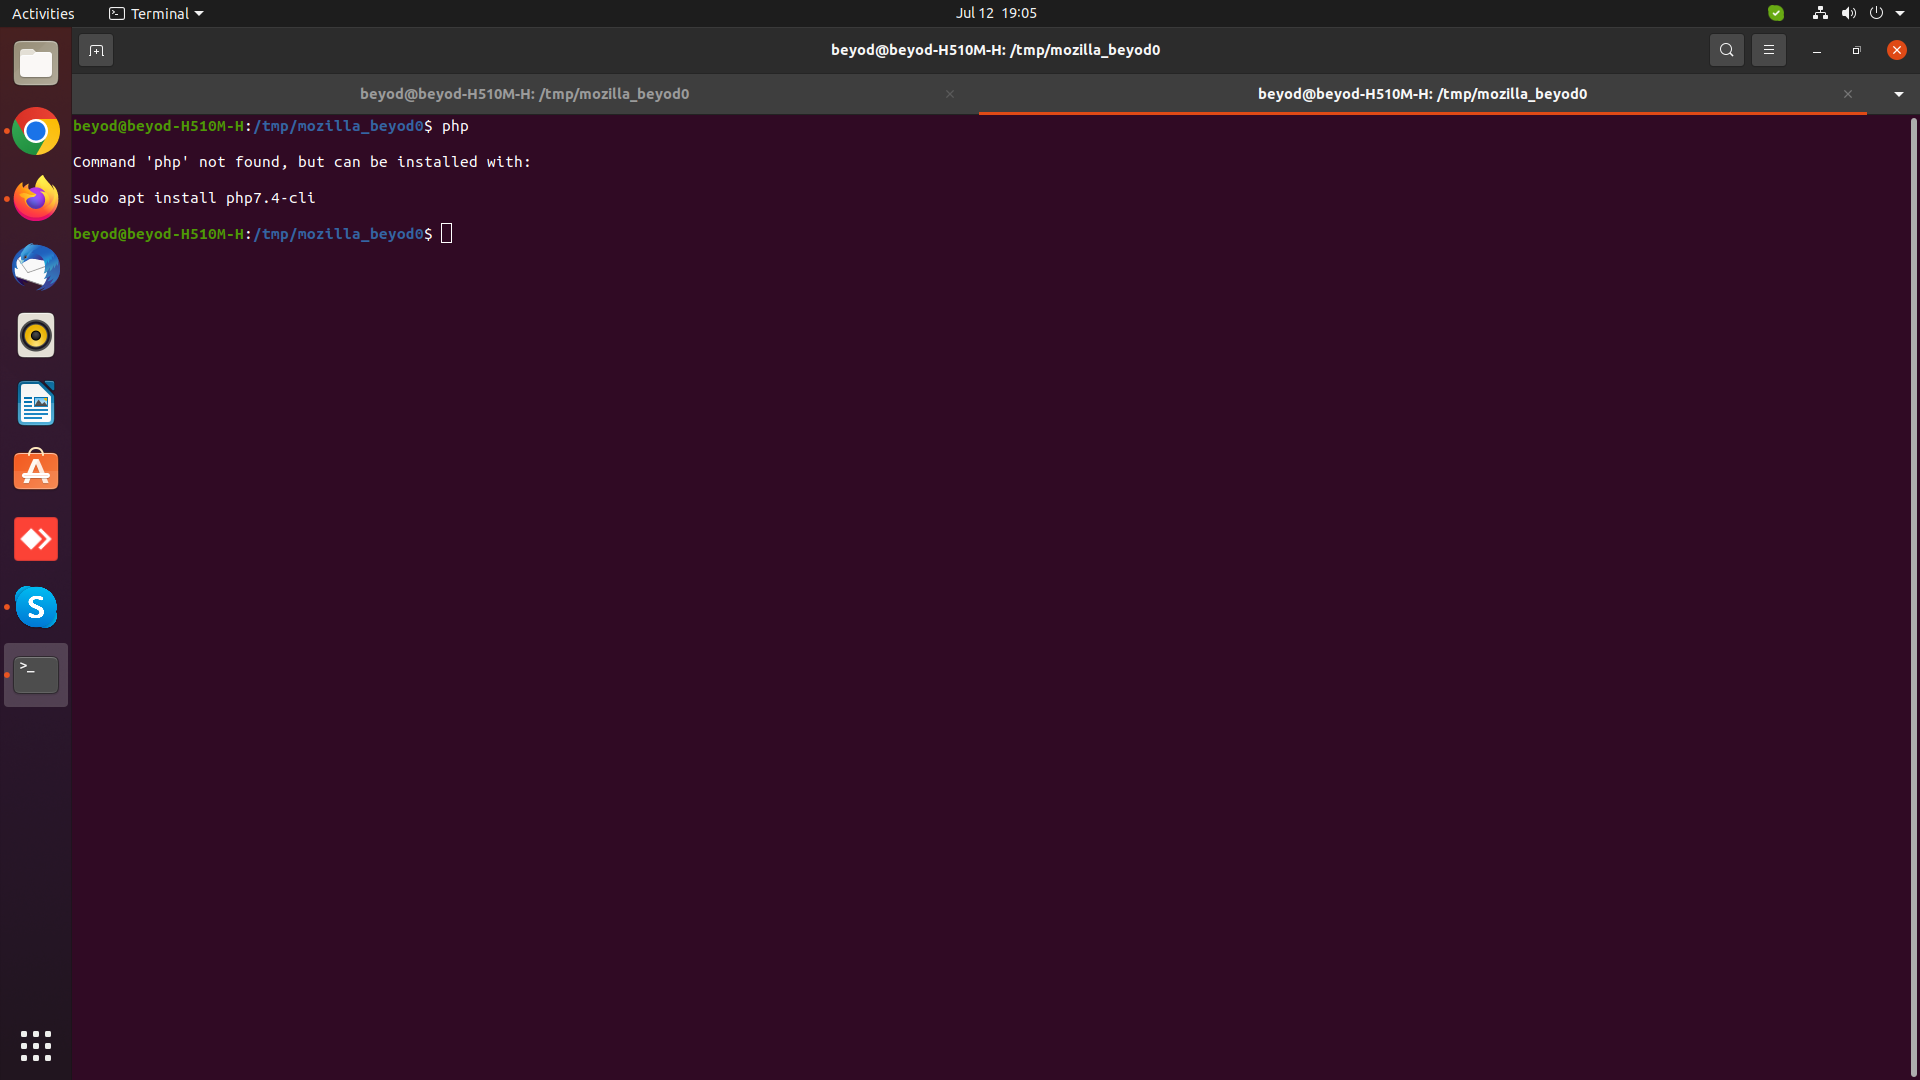 Activities
Terminal
Jul 12 19:05
beyod@beyod-H510M-H: /tmp/mozilla_beyod0
beyod@beyod-H510M-H: /tmp/mozilla_beyod0
beyod@beyod-H510M-H: /tmp/mozilla_beyod0
beyod@beyod-H510M-H:/tmp/mozilla_beyod0$ php
Command 'php' not found, but can be installed with:
sudo apt install php7.4-cli
beyod@beyod-H510M-H:/tmp/mozilla_beyod0$